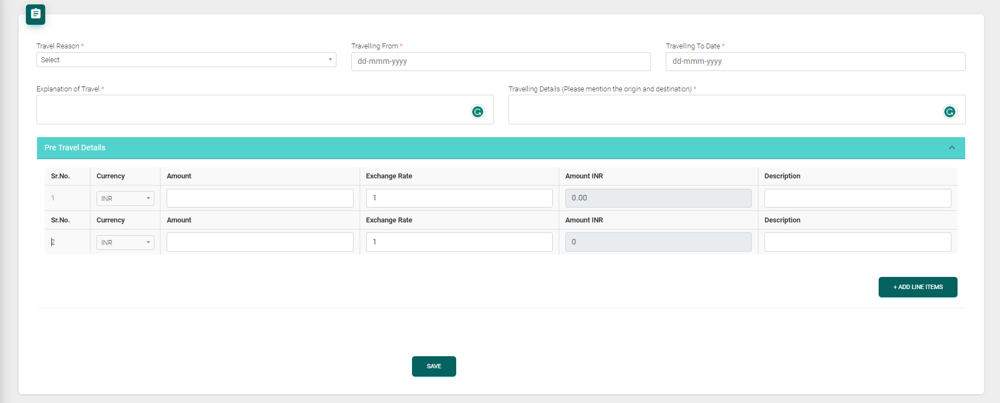 Travel Reason * Travelling From * Travelling To Date *
Select dd-mmm-yyyy dd-mmm-yyyy
Explanation of Travel * Travelling Details (Please mention the origin and destination) *
Pre Travel Details
Sr.No. Currency Amount Exchange Rate Amount INR Description
1 INR 1 0.00
Sr.No. Currency Amount Exchange Rate Amount INR Description
2 INR 1 0
+ ADD LINE ITEMS
SAVE